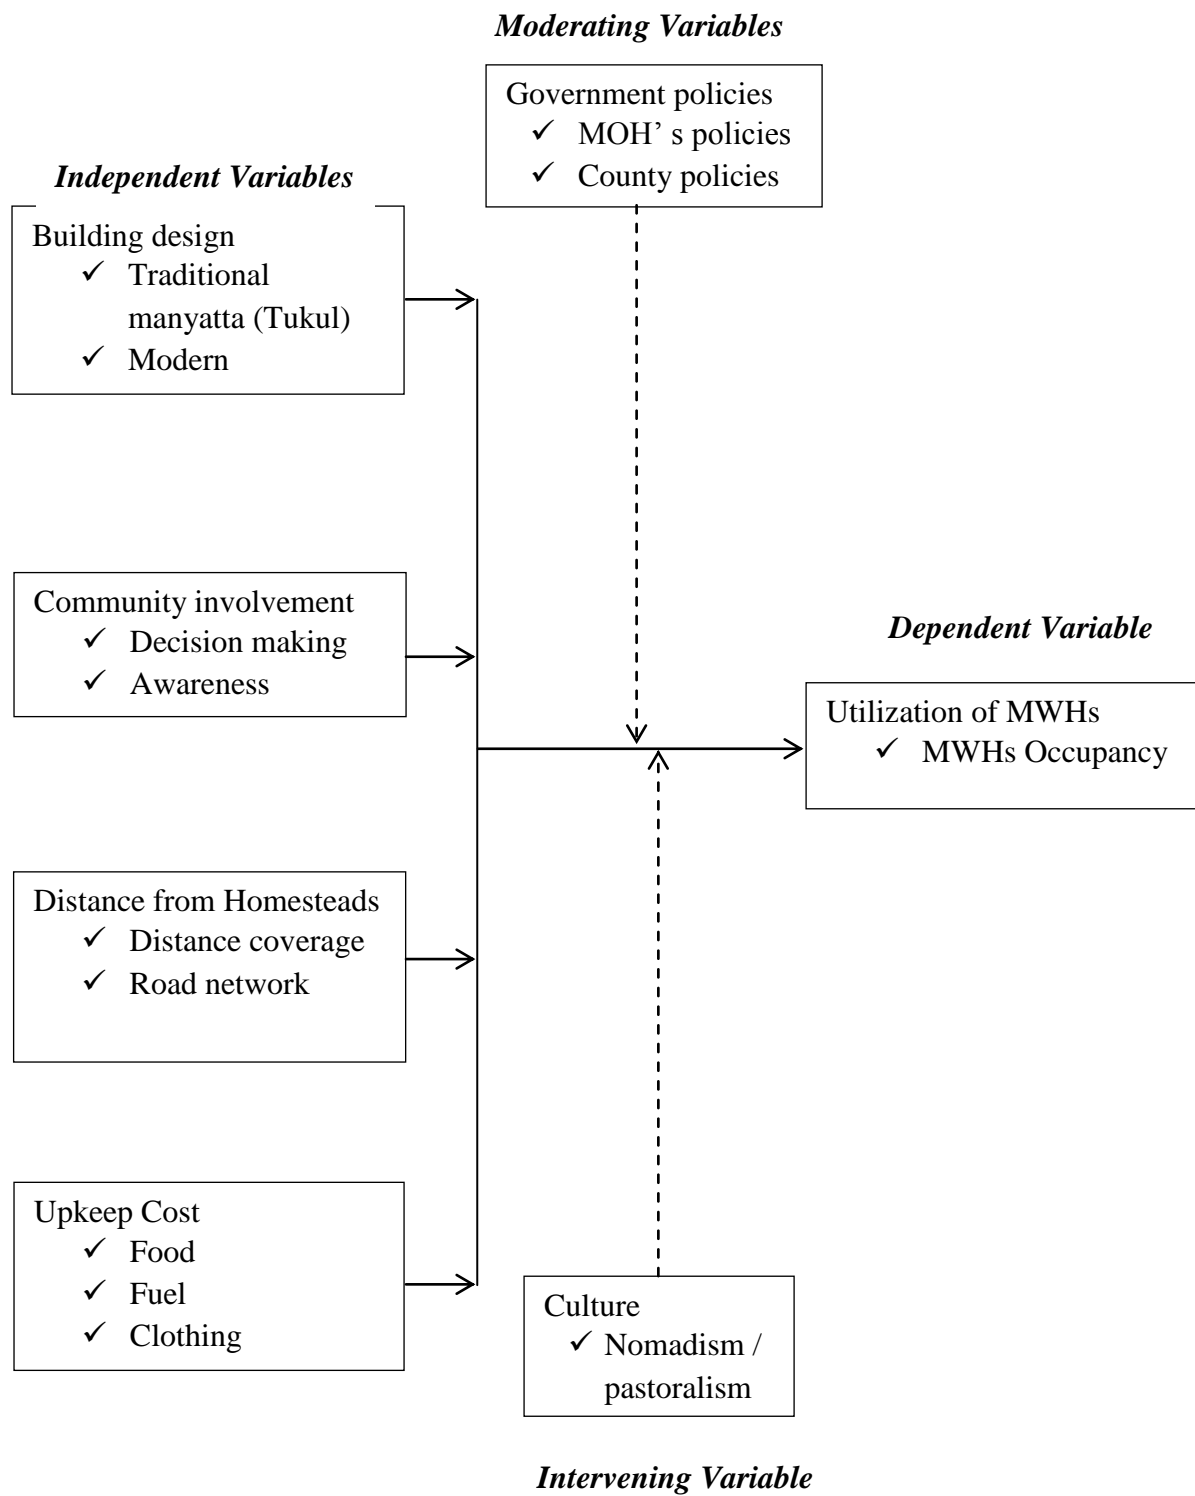 Moderating Variables
Government policies
✓ MOH’ s policies
✓ County policies
Independent Variables
Building design
✓ Traditional
manyatta (Tukul)
✓ Modern
Community involvement
✓ Decision making
✓ Awareness
Dependent Variable
Utilization of MWHs
✓ MWHs Occupancy
Distance from Homesteads
✓ Distance coverage
✓ Road network
Upkeep Cost
✓ Food
✓ Fuel
✓ Clothing
Culture
✓ Nomadism /
pastoralism
Intervening Variable